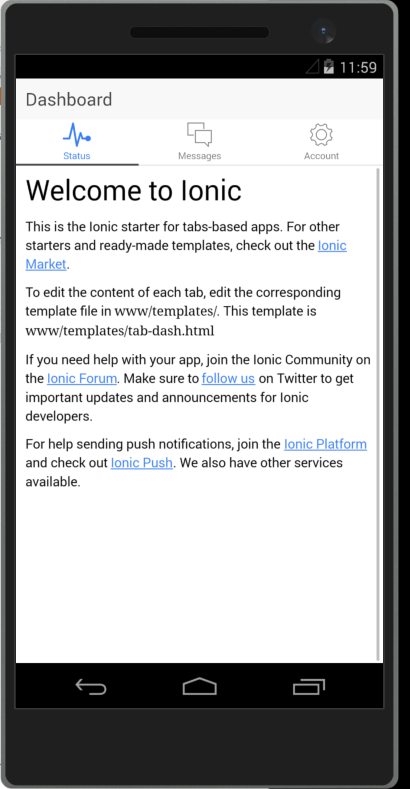 11:59
Dashboard
Status
Messages
Account
Welcome to Ionic
This is the Ionic starter for tabs-based apps. For other
starters and ready-made templates, check out the Ionic
Market.
To edit the content of each tab, edit the corresponding
template file in www/templates/. This template is
www/templates/tab-dash.html
If you need help with your app, join the Ionic Community on
the Ionic Forum. Make sure to follow us on Twitter to get
important updates and announcements for Ionic
developers.
For help sending push notifications, join the Ionic Platform
and check out Ionic Push. We also have other services
available.